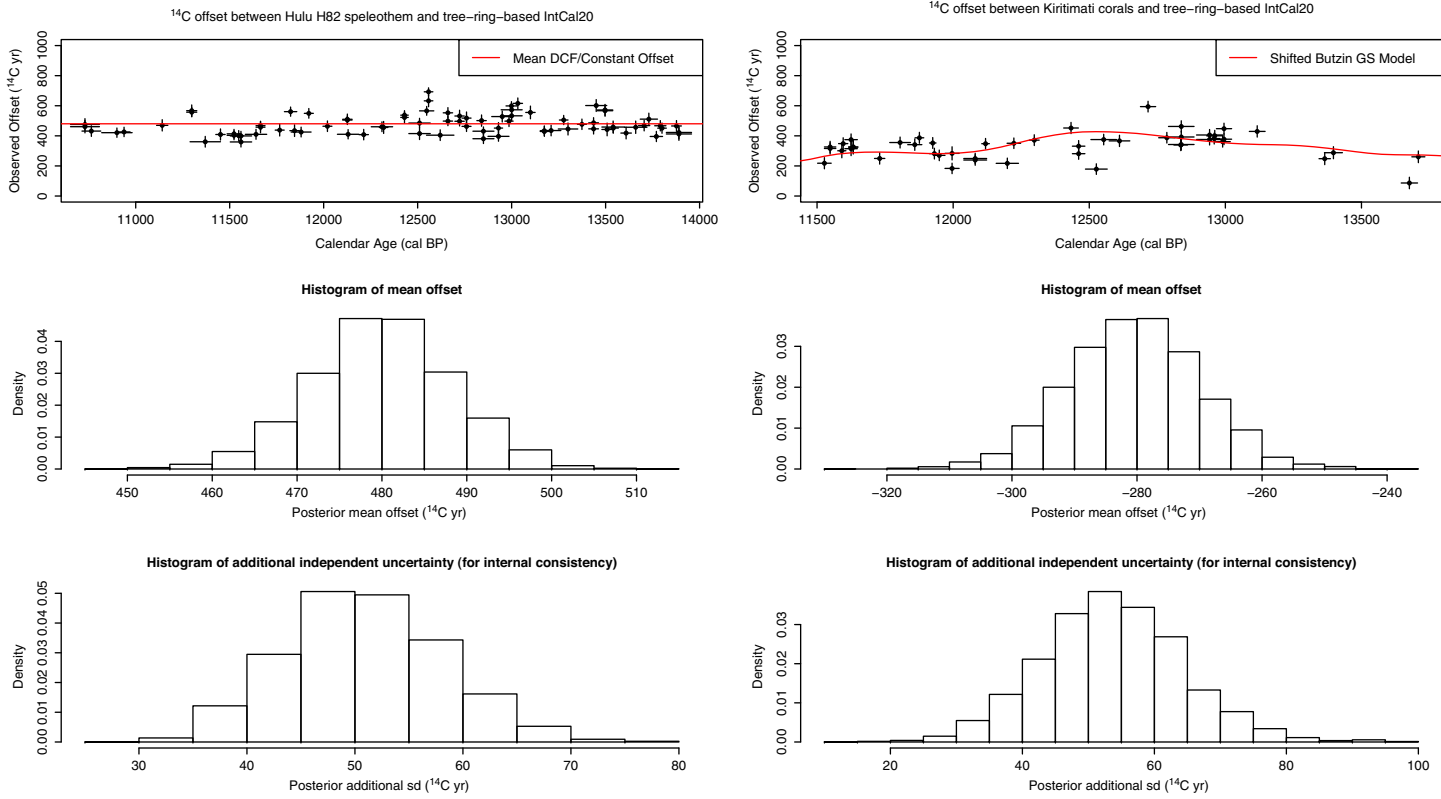 ¹⁴C offset between Hulu H82 speleothem and tree-ring-based IntCal20
Observed Offset (¹⁴C yr)
0 200 400 600 800 1000
Mean DCF/Constant Offset
11000 11500 12000 12500 13000 13500 14000
Calendar Age (cal BP)
¹⁴C offset between Kiritimati corals and tree-ring-based IntCal20
Observed Offset (¹⁴C yr)
0 200 400 600 800 1000
Shifted Butzin GS Model
11500 12000 12500 13000 13500
Calendar Age (cal BP)
Histogram of mean offset
Density
0.00 0.01 0.02 0.03 0.04
450 460 470 480 490 500 510
Posterior mean offset (¹⁴C yr)
Histogram of mean offset
Density
0.00 0.01 0.02 0.03
−320 −300 −280 −260 −240
Posterior mean offset (¹⁴C yr)
Histogram of additional independent uncertainty (for internal consistency)
Density
0.00 0.01 0.02 0.03 0.04 0.05
30 40 50 60 70 80
Posterior additional sd (¹⁴C yr)
Histogram of additional independent uncertainty (for internal consistency)
Density
0.00 0.01 0.02 0.03
20 40 60 80 100
Posterior additional sd (¹⁴C yr)